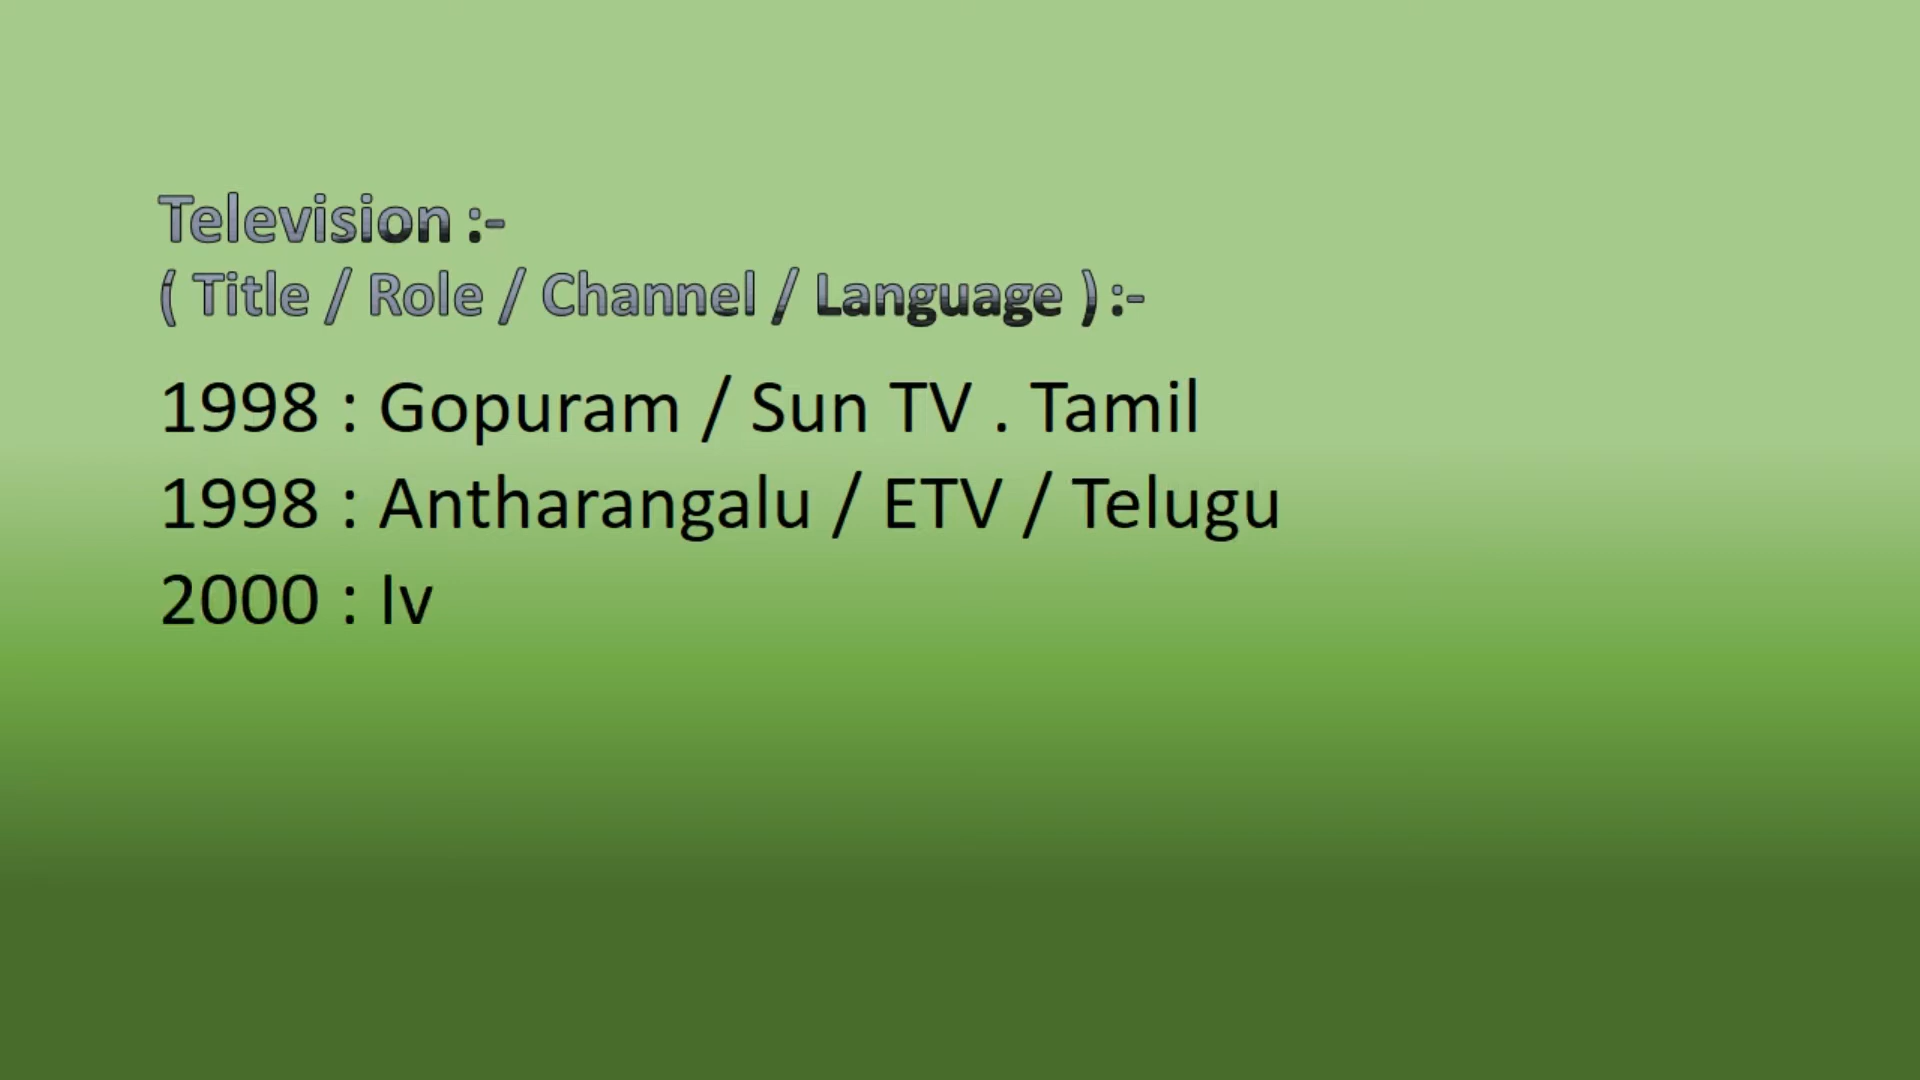 Television :-
( Title / Role / Channel / Language ) :-
1998 : Gopuram / Sun TV . Tamil
1998 : Antharangalu / ETV / Telugu
2000 : Iv